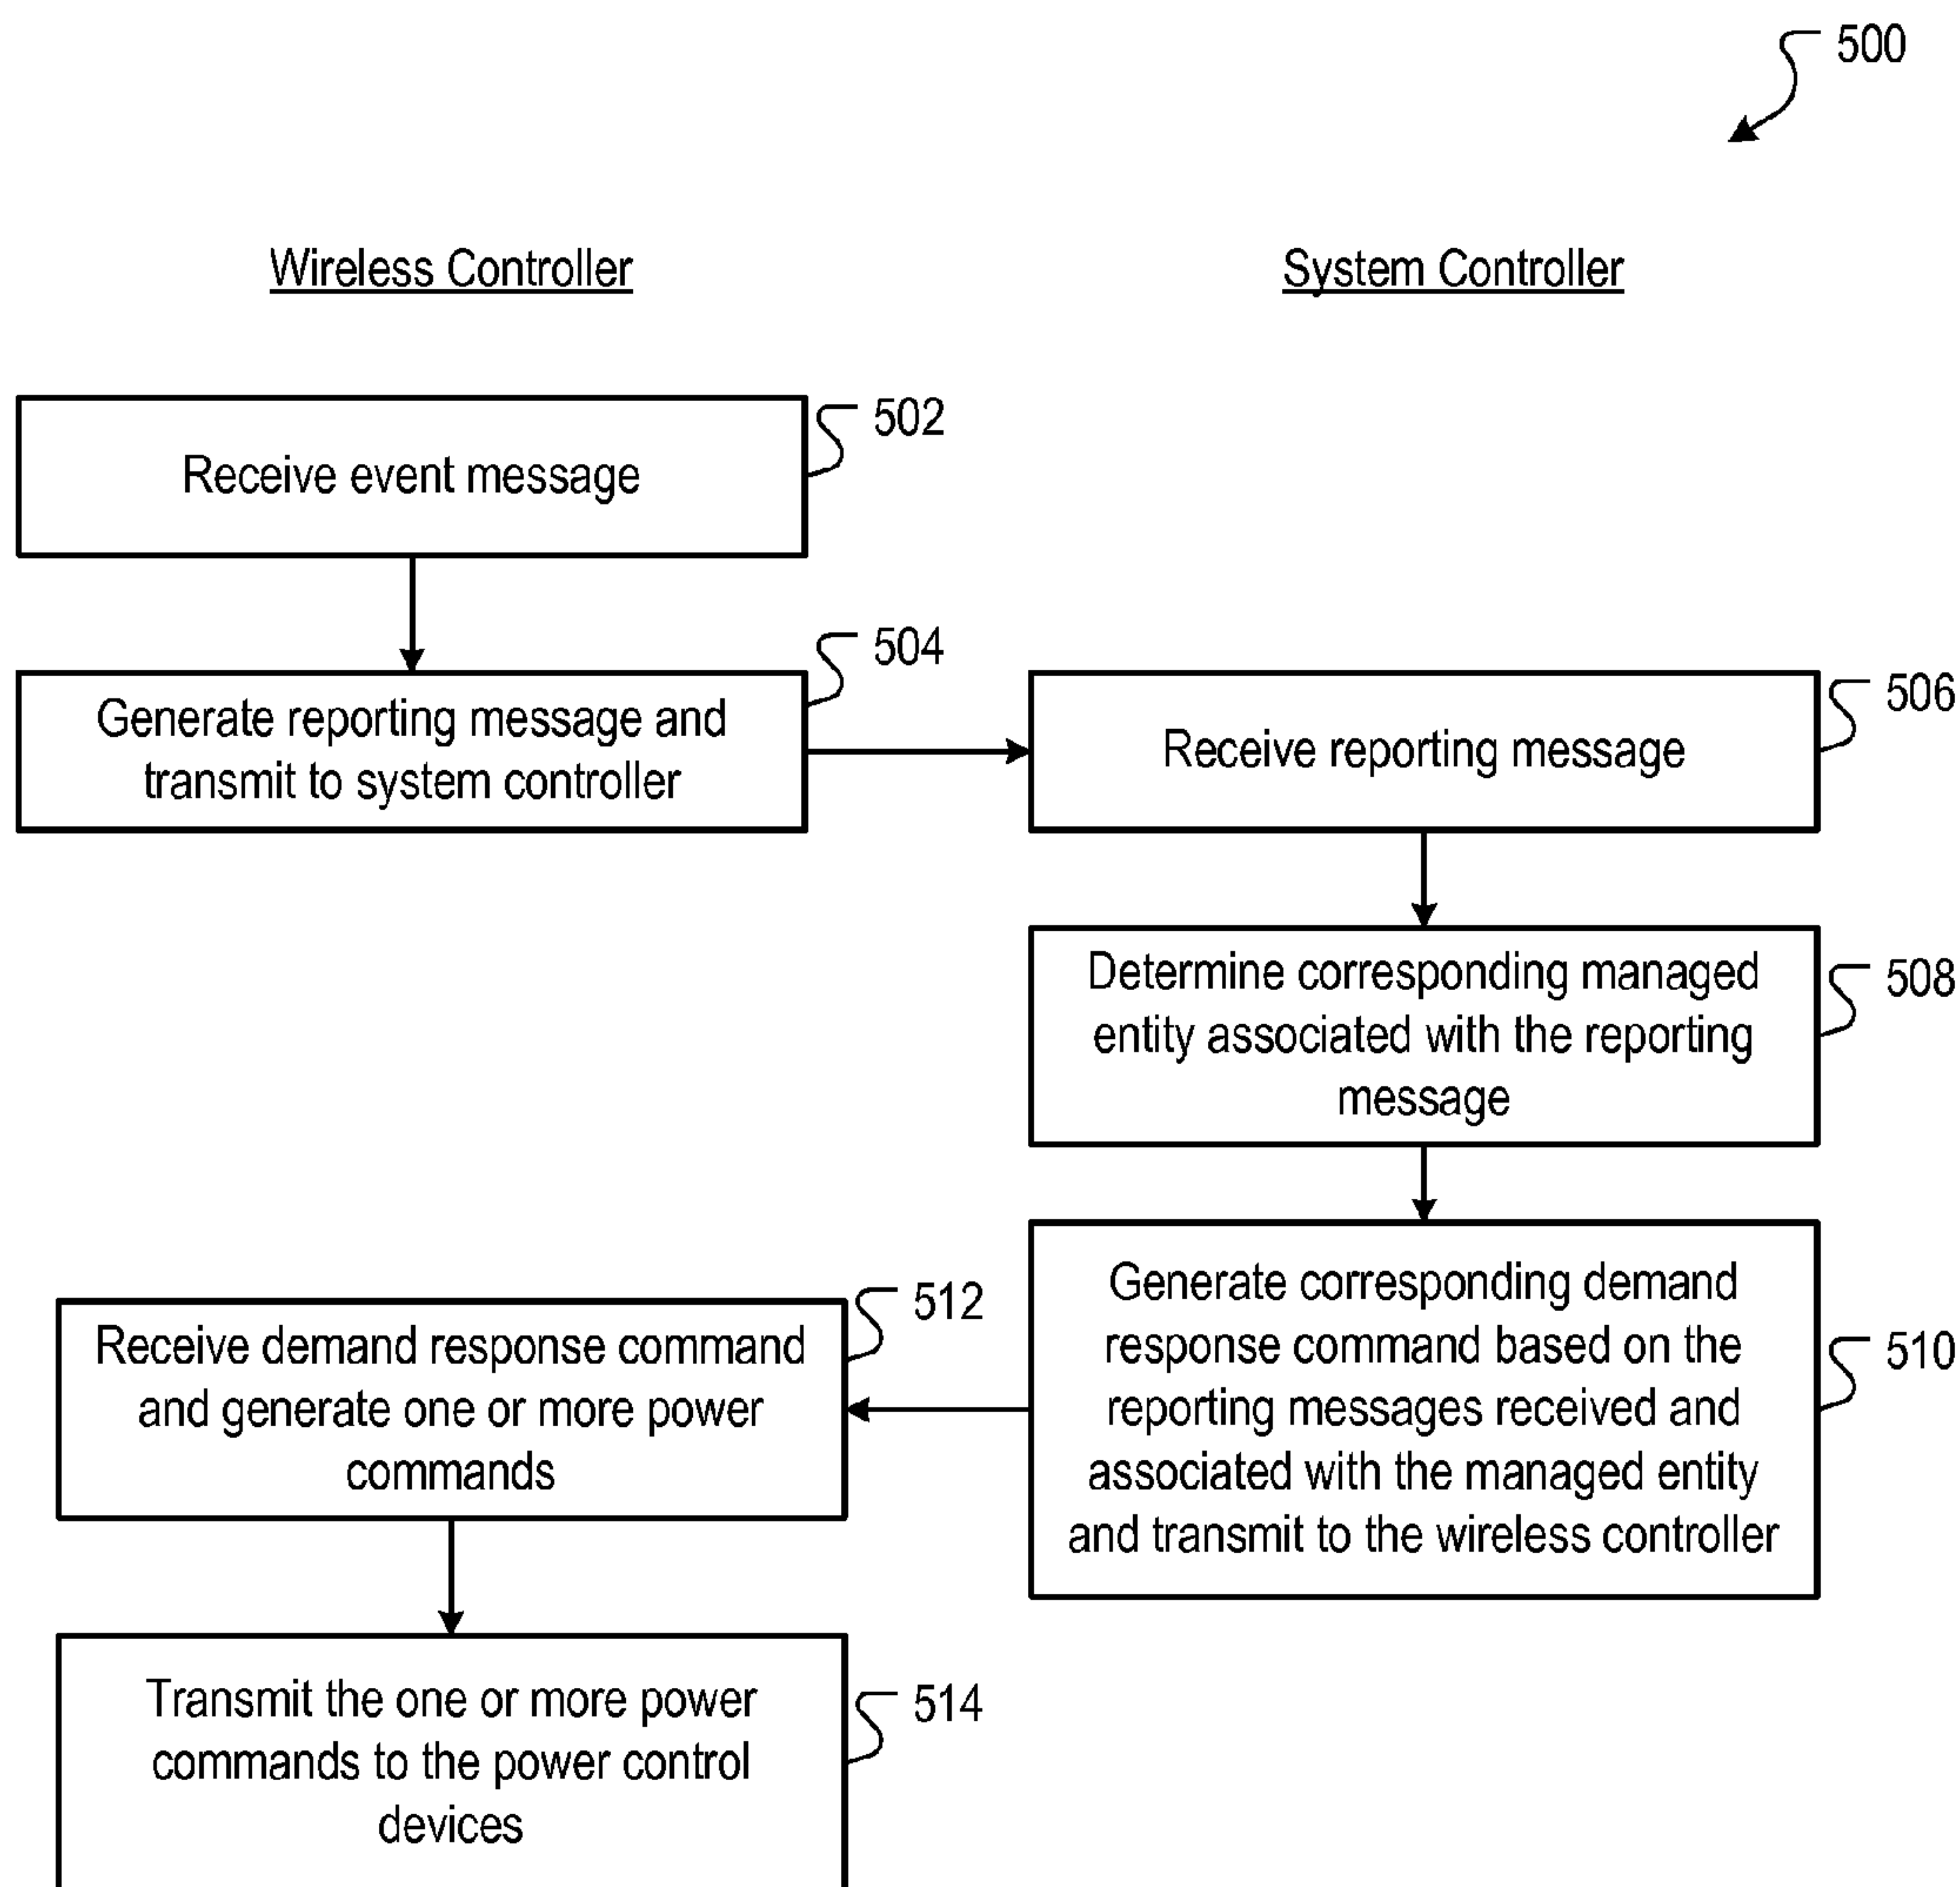 500
Wireless Controller
System Controller
502
Receive event message
504
Generate reporting message and
transmit to system controller
506
Receive reporting message
508
Determine corresponding managed
entity associated with the reporting
message
510
Generate corresponding demand
response command based on the
reporting messages received and
associated with the managed entity
and transmit to the wireless controller
512
Receive demand response command
and generate one or more power
commands
514
Transmit the one or more power
commands to the power control
devices